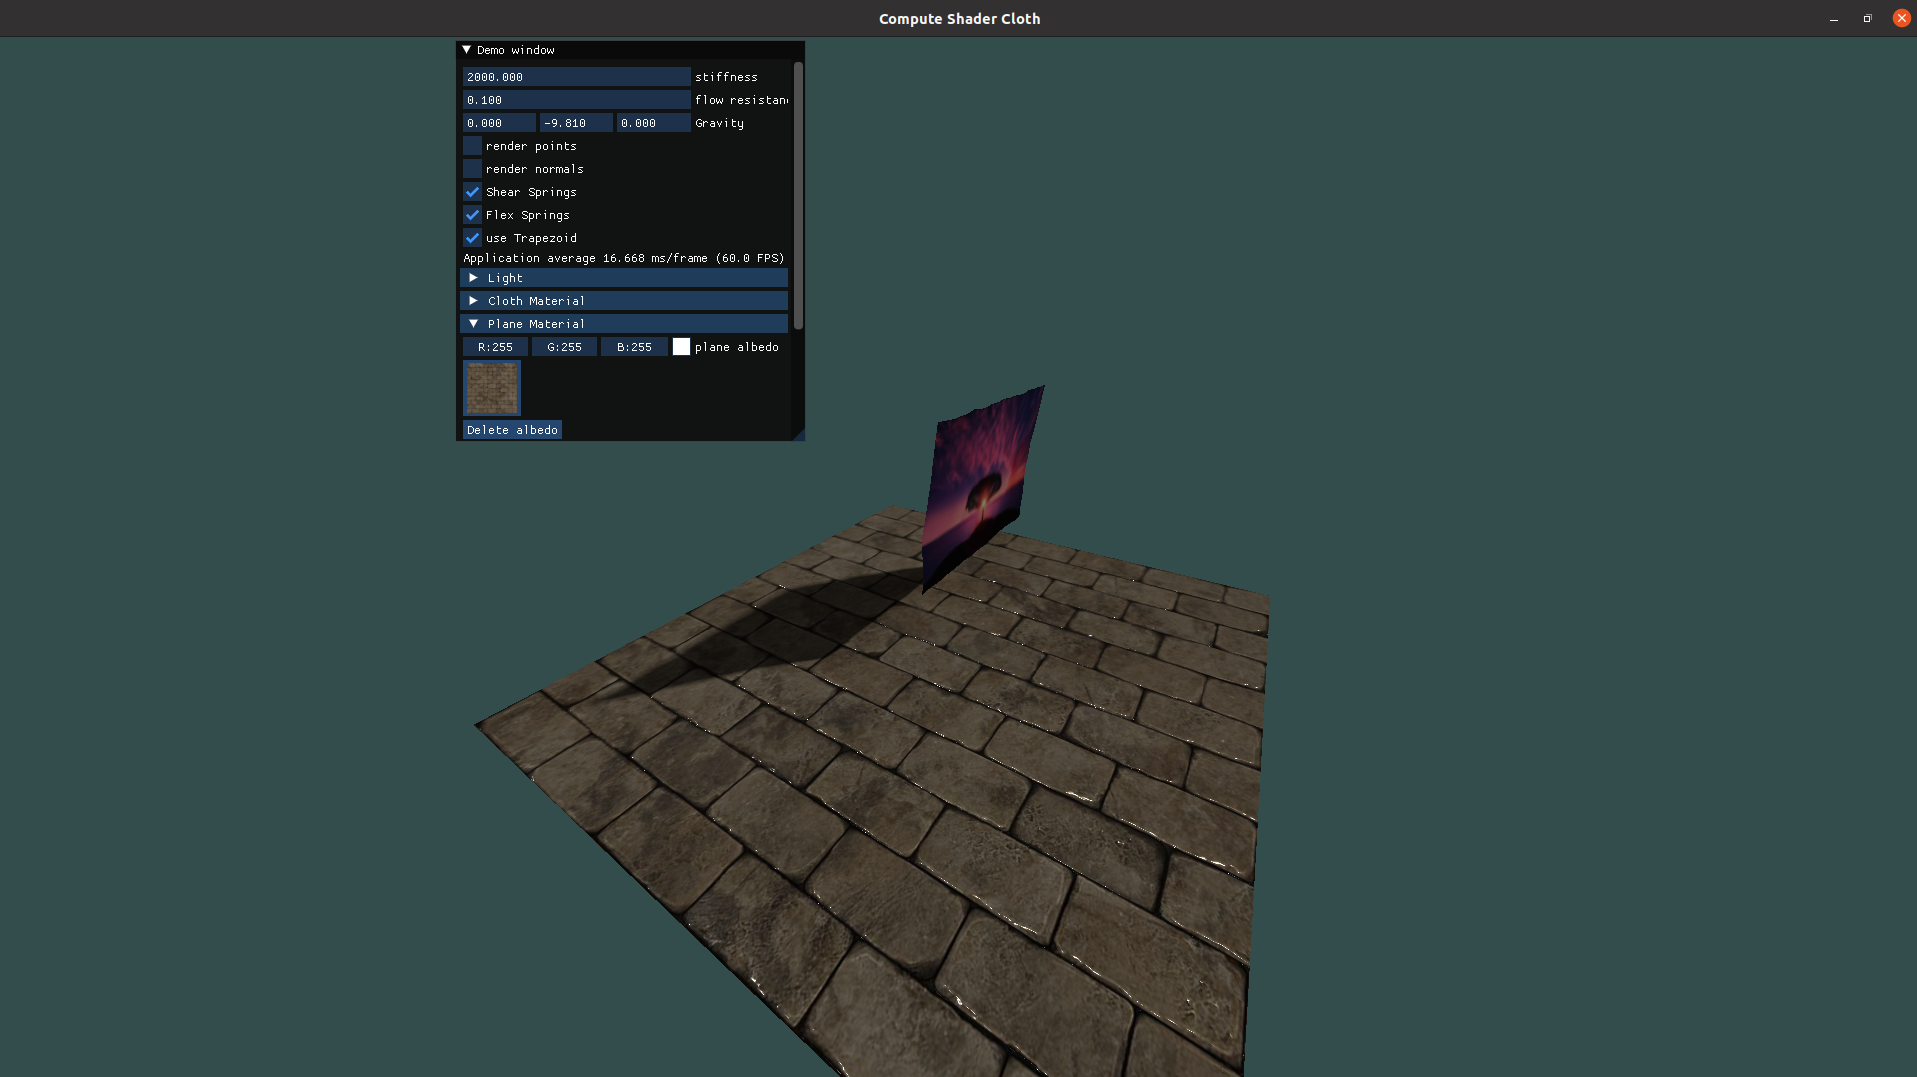 Compute Shader Cloth
Demo window
2000.000 stiffness
0.100 flow resistan
0.000 -9.810 0.000 Gravity
render points
render normals
Shear Springs
Flex Springs
use Trapezoid
Application average 16.668 ms/frame (60.0 FPS)
Light
Cloth Material
Plane Material
R:255 G:255 B:255 plane albedo
Delete albedo